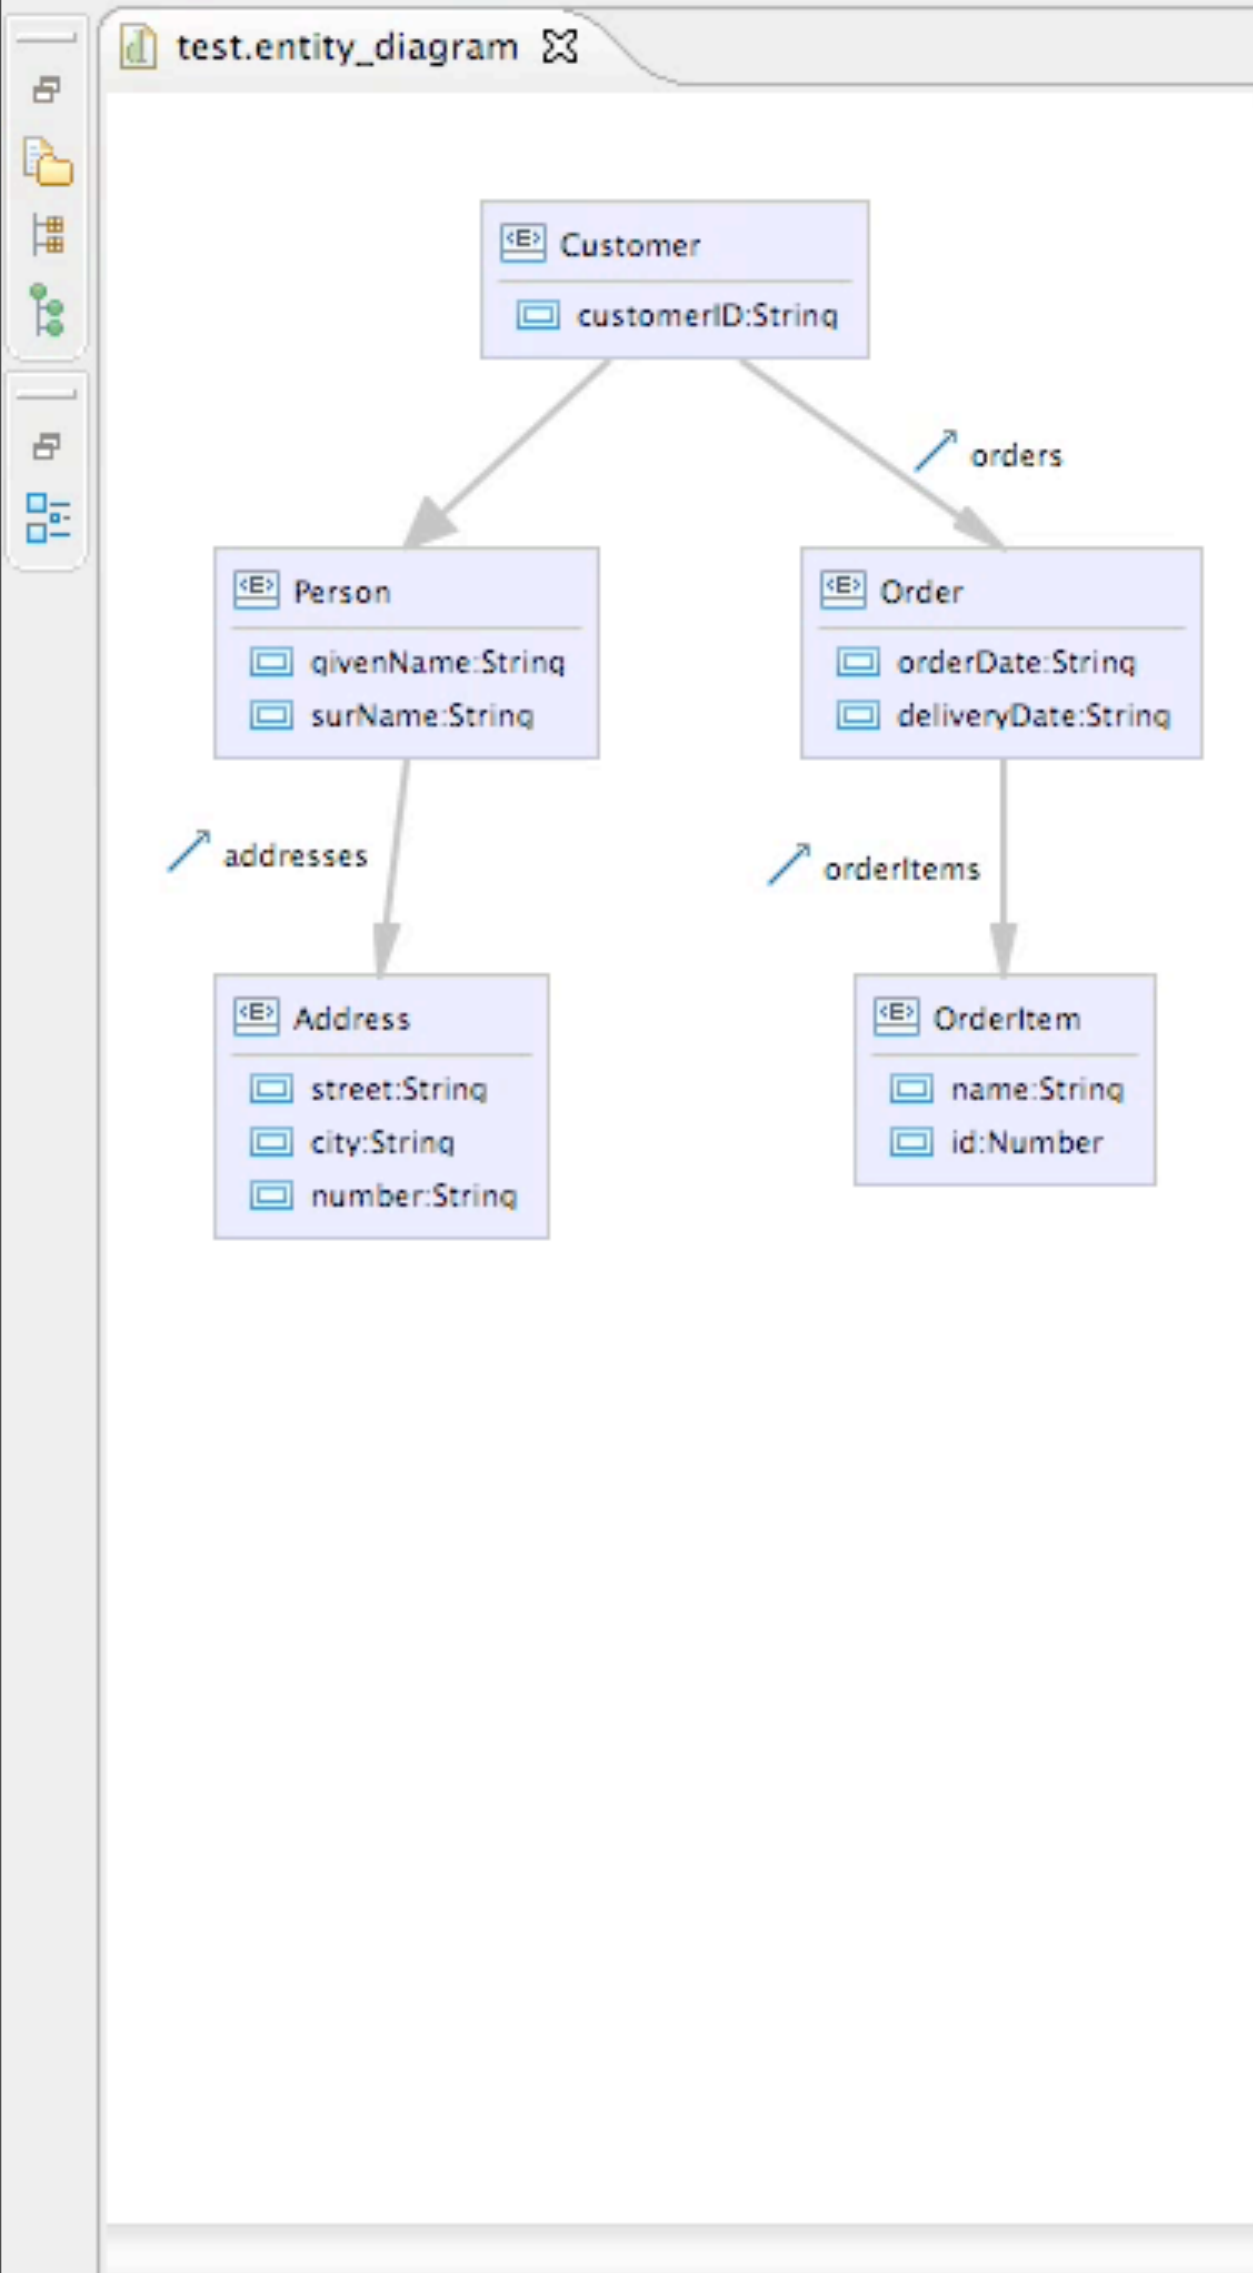 test.entity_diagram
<E> Customer
customerID:String
orders
<E> Person
givenName:String
surName:String
<E> Order
orderDate:String
deliveryDate:String
addresses
orderItems
<E> Address
street:String
city:String
number:String
<E> OrderItem
name:String
id:Number